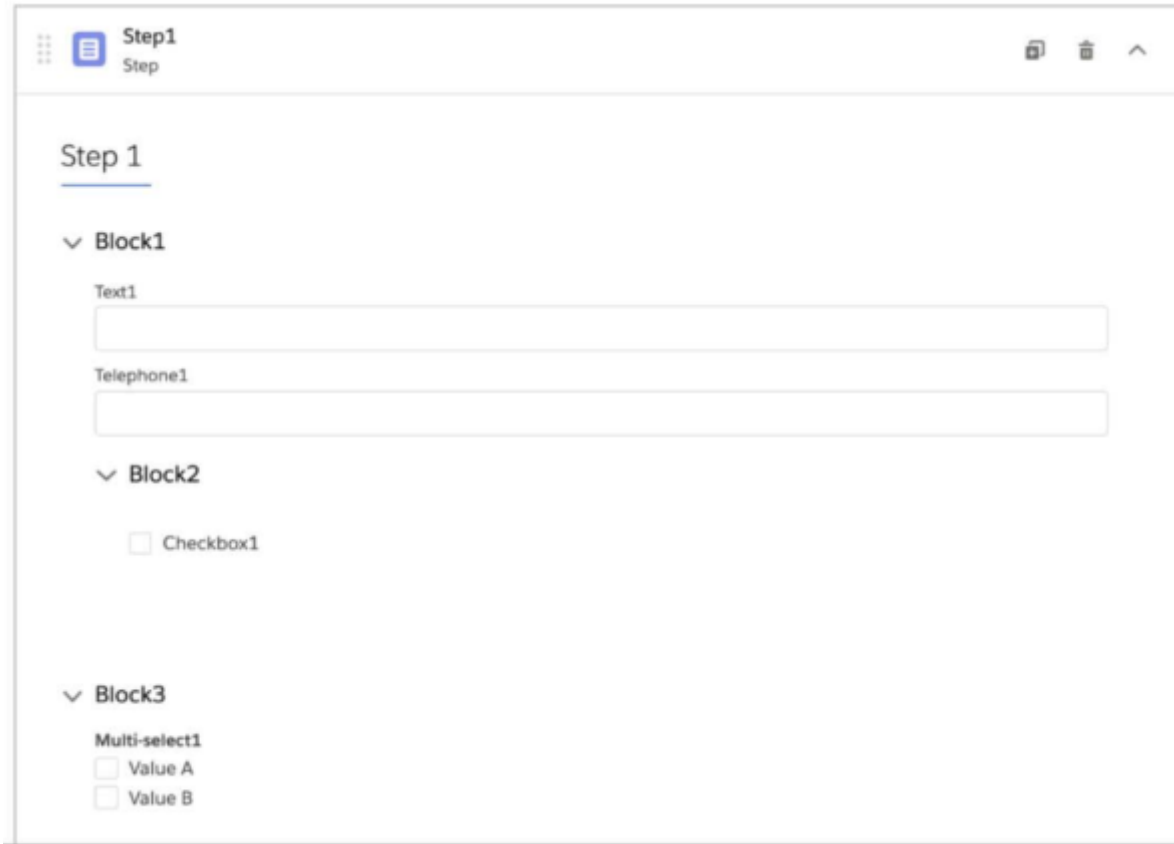 Step1
Step
Step 1
Block1
Text1
Telephone1
Block2
Checkbox1
Block3
Multi-select1
Value A
Value B